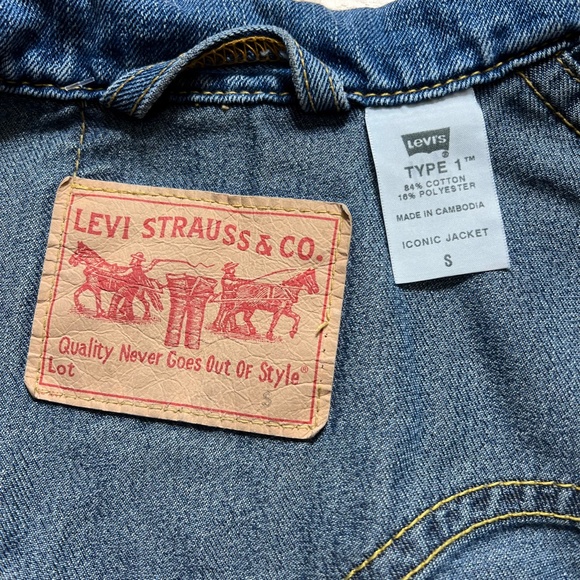 LEVI STRAUSS & CO.
Quality Never Goes Out Of Style®
Lot
S
Levi's
®
TYPE 1™
84% COTTON
16% POLYESTER
MADE IN CAMBODIA
ICONIC JACKET
S